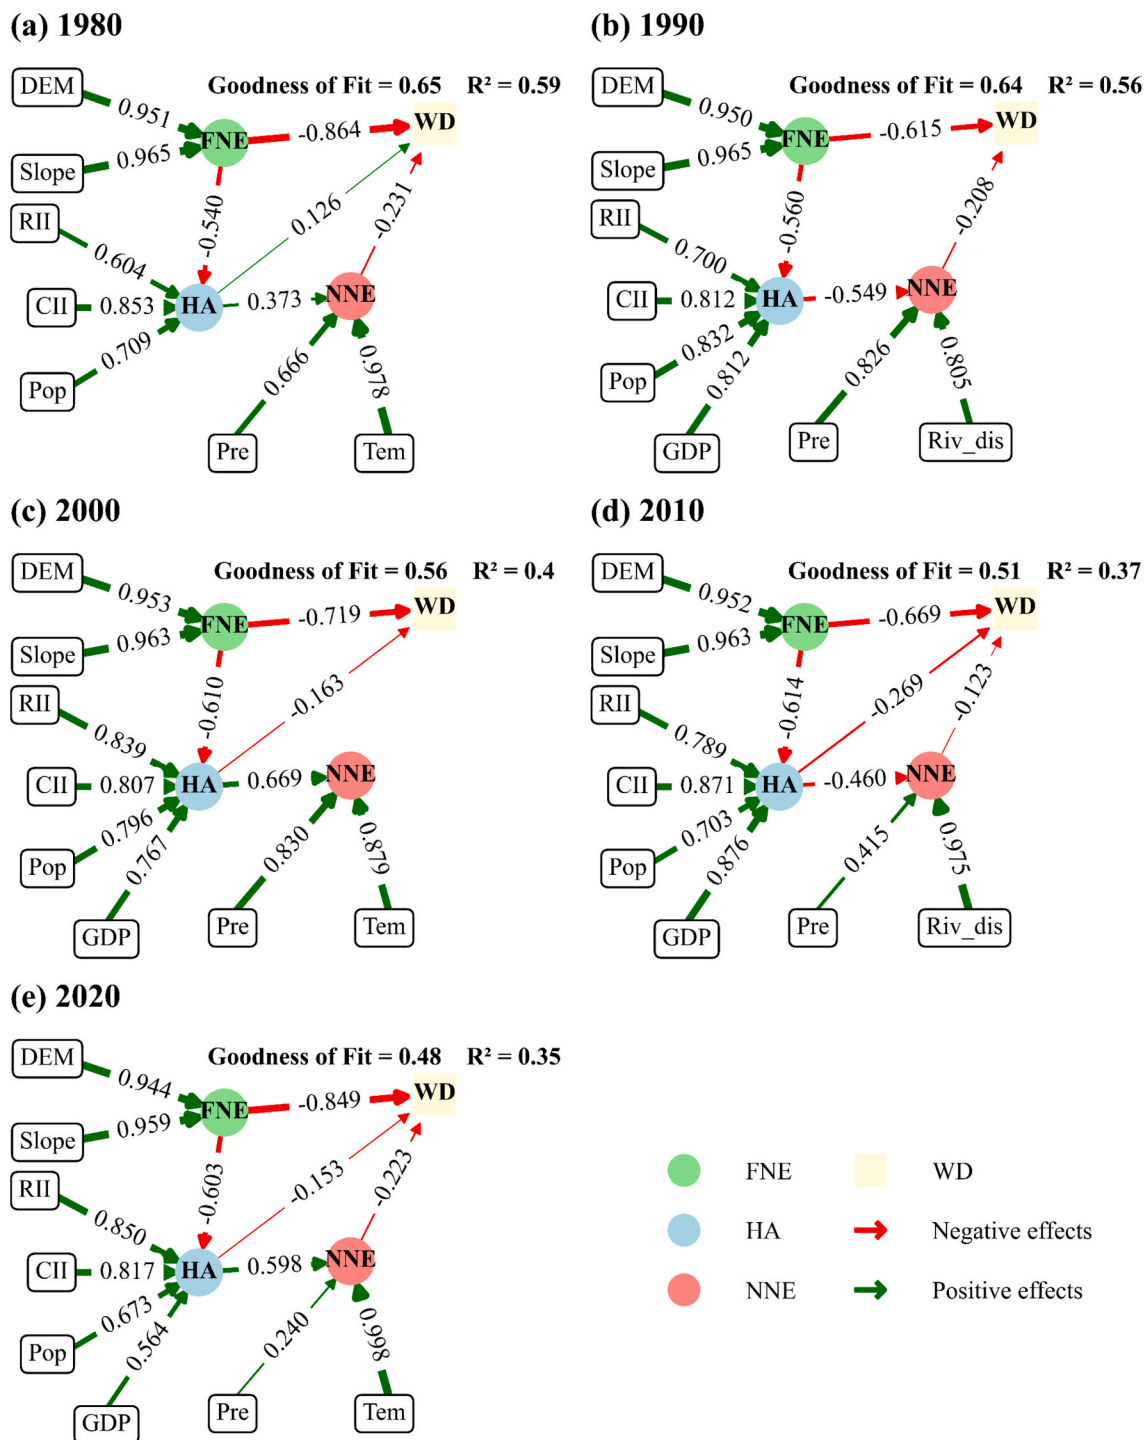 (a) 1980
Goodness of Fit = 0.65 R² = 0.59
DEM
0.951
FNE
-0.864
WD
Slope
0.965
RII
0.604
-0.540
0.126
-0.231
CII
0.853
HA
0.373
NNE
Pop
0.709
0.666
0.978
Pre
Tem
(b) 1990
Goodness of Fit = 0.64 R² = 0.56
DEM
0.950
FNE
-0.615
WD
Slope
0.965
RII
0.700
-0.560
-0.208
CII
0.812
HA
-0.549
NNE
Pop
0.832
0.812
0.826
0.805
GDP
Pre
Riv_dis
(c) 2000
Goodness of Fit = 0.56 R² = 0.4
DEM
0.953
FNE
-0.719
WD
Slope
0.963
RII
0.839
-0.610
-0.163
CII
0.807
HA
0.669
NNE
Pop
0.796
0.767
0.830
0.879
GDP
Pre
Tem
(d) 2010
Goodness of Fit = 0.51 R² = 0.37
DEM
0.952
FNE
-0.669
WD
Slope
0.963
RII
0.789
-0.614
-0.269
-0.123
CII
0.871
HA
-0.460
NNE
Pop
0.703
0.876
0.415
0.975
GDP
Pre
Riv_dis
(e) 2020
Goodness of Fit = 0.48 R² = 0.35
DEM
0.944
FNE
-0.849
WD
Slope
0.959
RII
0.850
-0.603
-0.153
-0.223
CII
0.817
HA
0.598
NNE
Pop
0.673
0.564
0.240
0.998
GDP
Pre
Tem
FNE
WD
HA
Negative effects
NNE
Positive effects